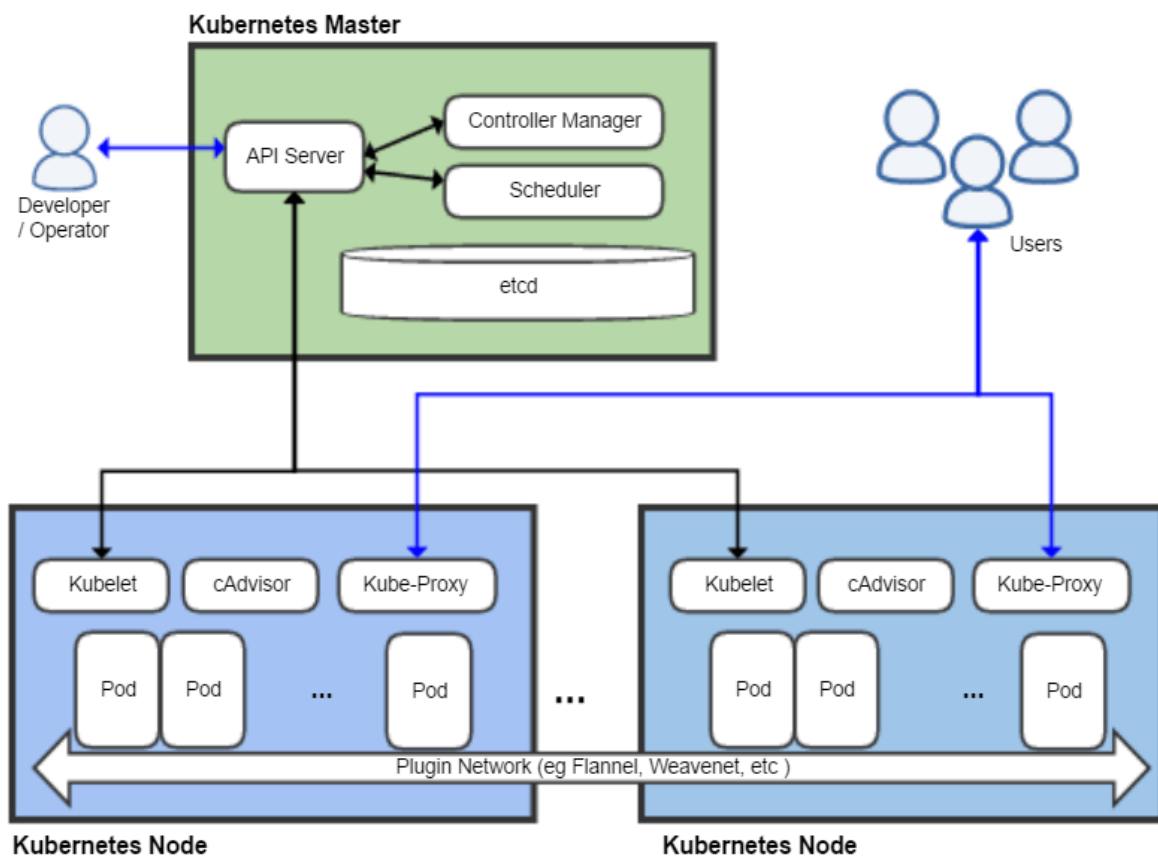 Kubernetes Master
API Server
Controller Manager
Scheduler
etcd
Developer
/ Operator
Users
Kubelet
cAdvisor
Kube-Proxy
Pod
Pod
...
Pod
...
Kubelet
cAdvisor
Kube-Proxy
Pod
Pod
...
Pod
Plugin Network (eg Flannel, Weavenet, etc )
Kubernetes Node
Kubernetes Node